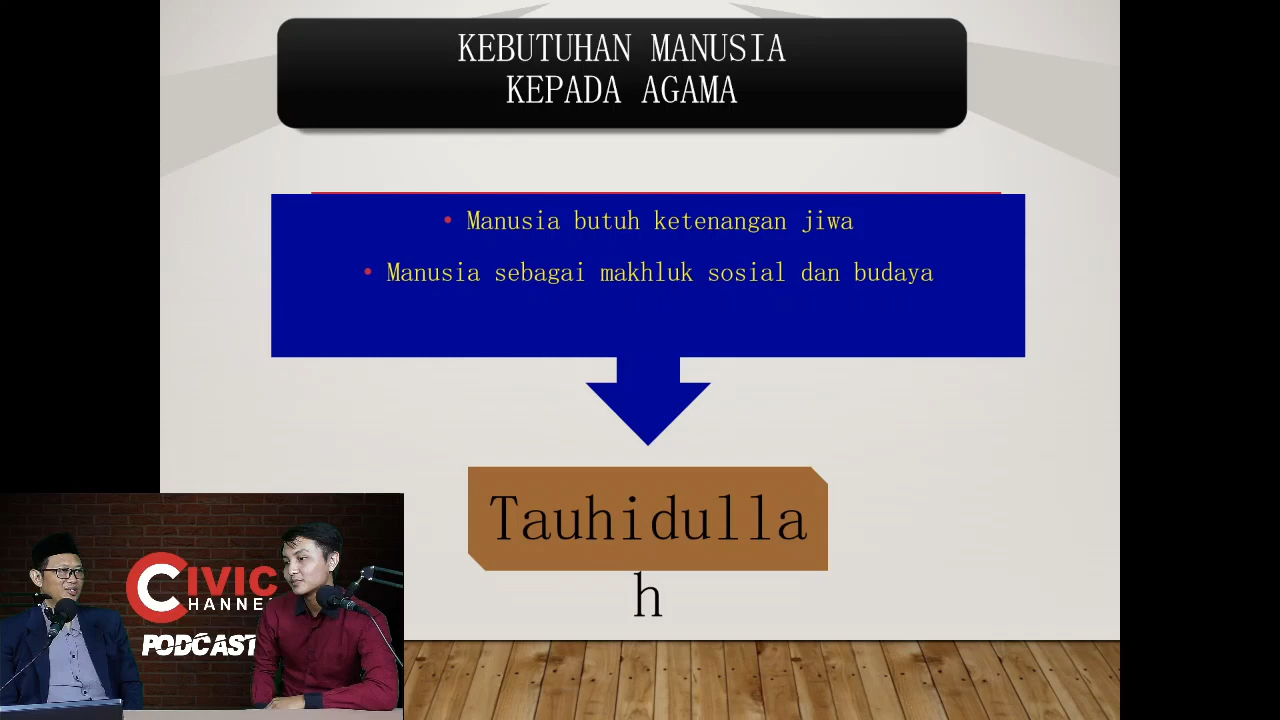 KEBUTUHAN MANUSIA
KEPADA AGAMA
• Manusia butuh ketenangan jiwa
• Manusia sebagai makhluk sosial dan budaya
Tauhidulla
h
CIVIC
CHANNEL
PODCAST